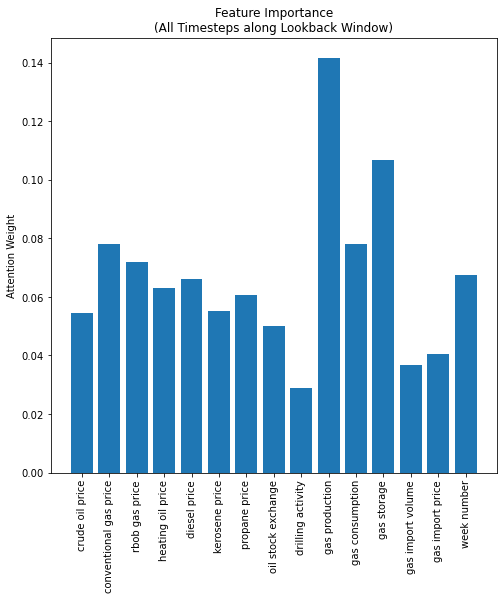 Feature Importance
(All Timesteps along Lookback Window)
Attention Weight
0.14
0.12
0.10
0.08
0.06
0.04
0.02
0.00
crude oil price
conventional gas price
rbob gas price
heating oil price
diesel price
kerosene price
propane price
oil stock exchange
drilling activity
gas production
gas consumption
gas storage
gas import volume
gas import price
week number